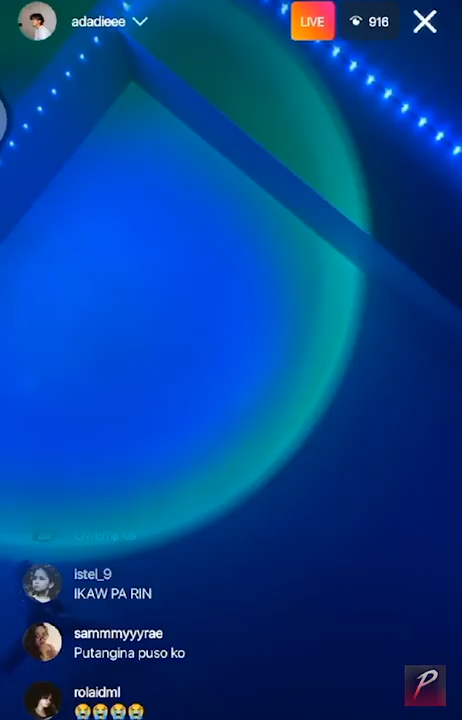 adadieee
LIVE
916
istel_9
IKAW PA RIN
sammmyyyrae
Putangina puso ko
rolaidml
😭😭😭😭
P